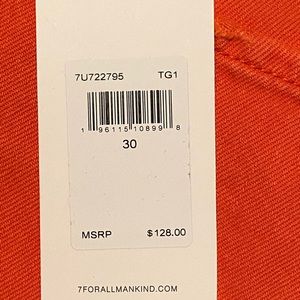 7U722795 TG1
1 96115 10899 8
30
MSRP $128.00
7FORALLMANKIND.COM